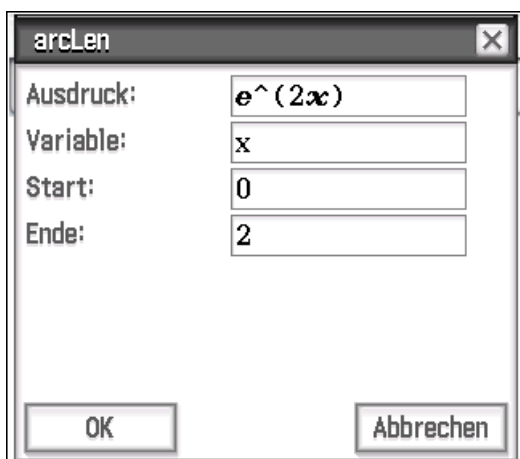 arcLen
Ausdruck: e^(2x)
Variable: x
Start: 0
Ende: 2
OK Abbrechen